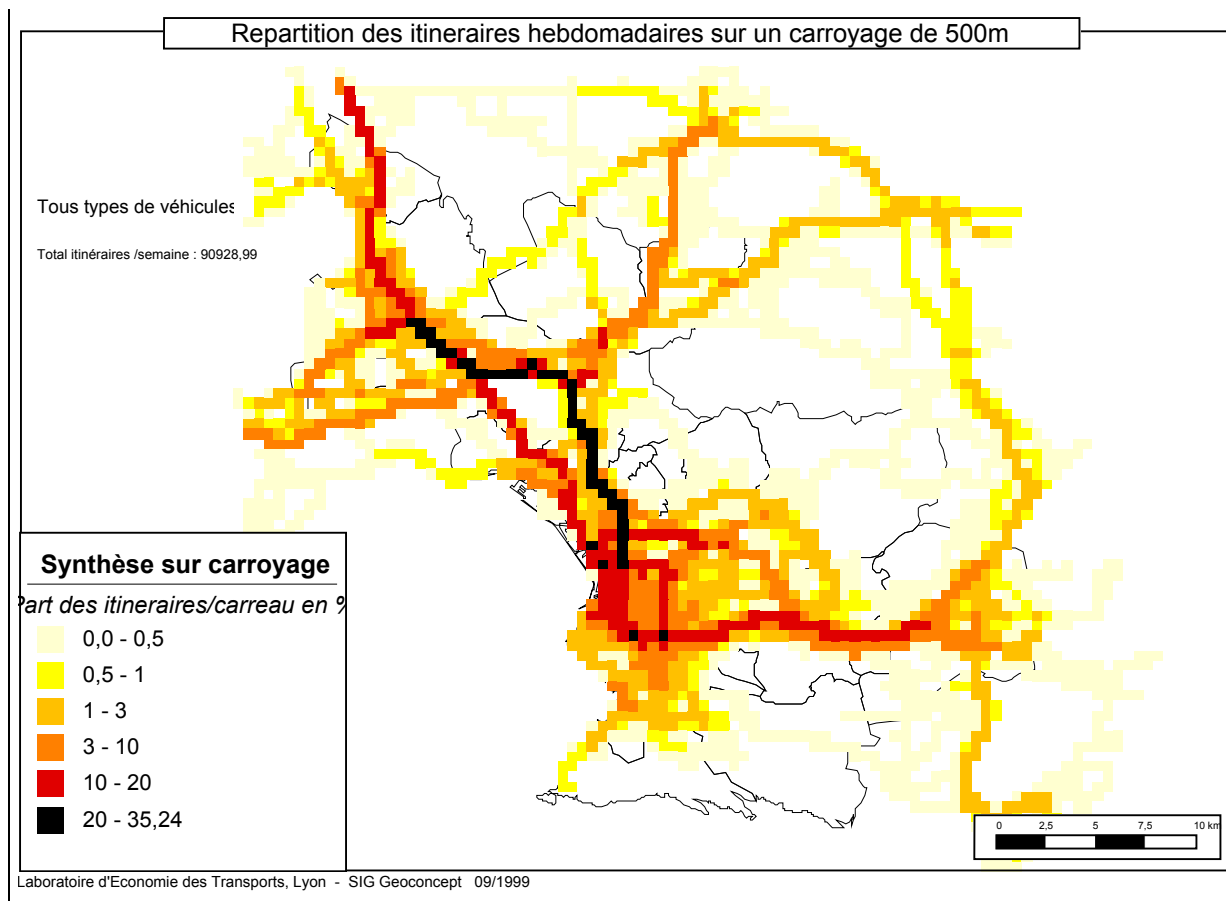 Repartition des itineraires hebdomadaires sur un carroyage de 500m
Tous types de véhicules
Total itinéraires /semaine : 90928,99
Synthèse sur carroyage
Part des itineraires/carreau en %
0,0 - 0,5
0,5 - 1
1 - 3
3 - 10
10 - 20
20 - 35,24
0 2,5 5 7,5 10 km
Laboratoire d'Economie des Transports, Lyon - SIG Geoconcept 09/1999